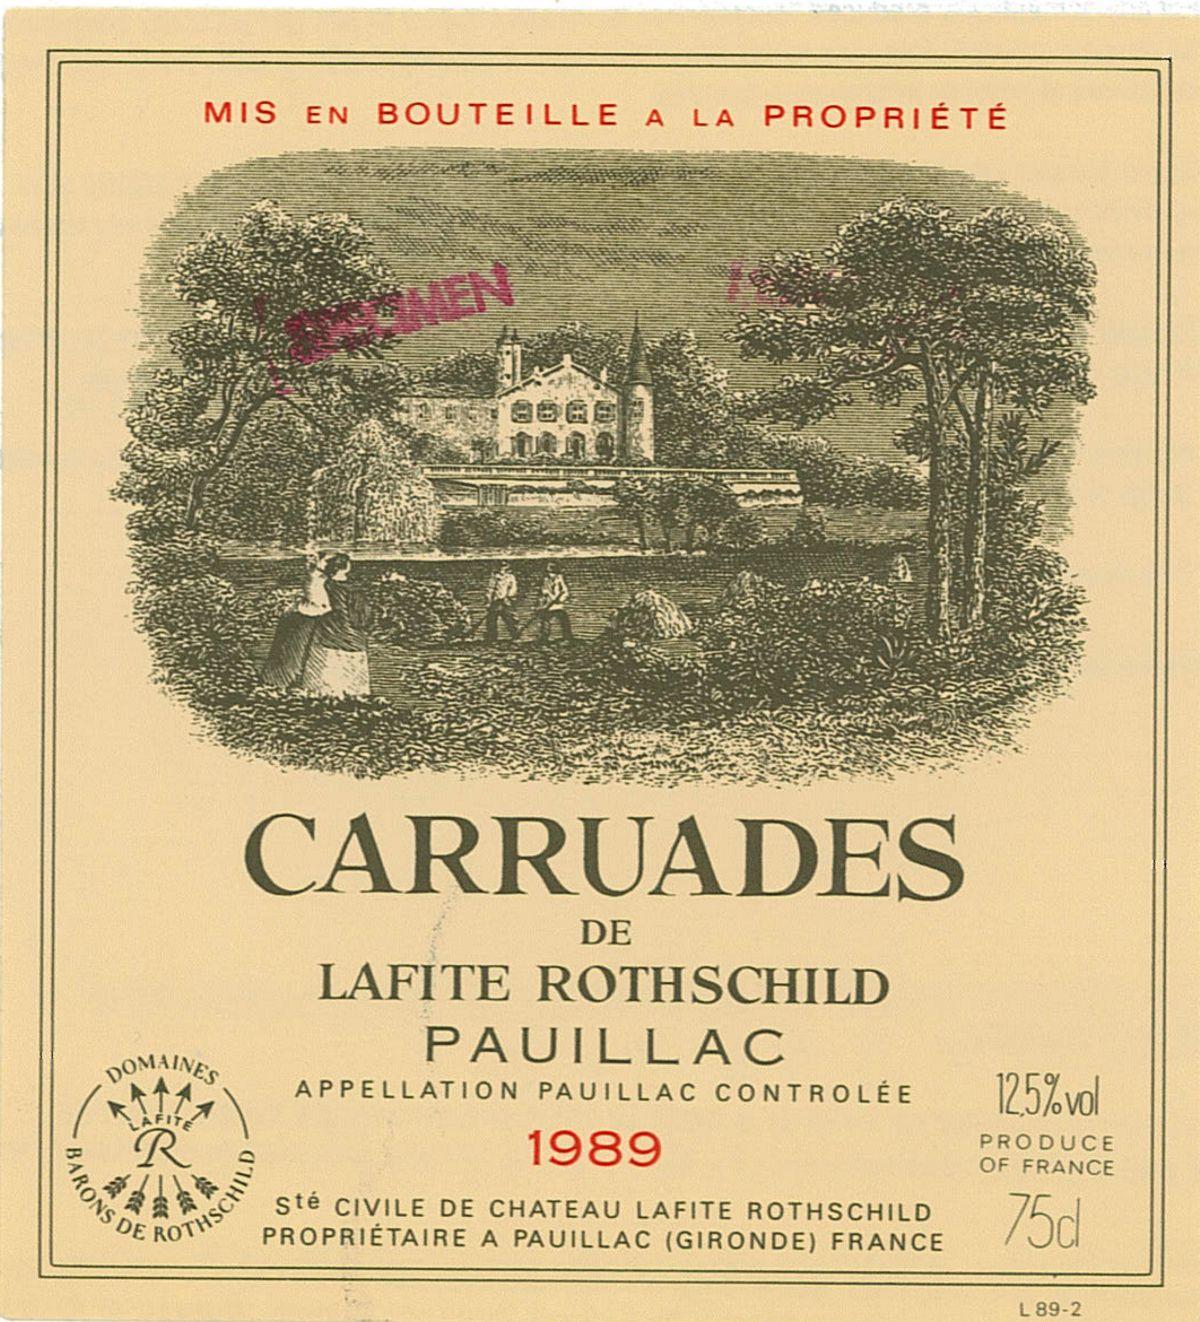 MIS EN BOUTEILLE A LA PROPRIÉTÉ
SPECIMEN
CARRUADES
DE
LAFITE ROTHSCHILD
PAUILLAC
APPELLATION PAUILLAC CONTROLÉE
1989
Sté CIVILE DE CHATEAU LAFITE ROTHSCHILD
PROPRIÉTAIRE A PAUILLAC (GIRONDE) FRANCE
DOMAINES
LAFITE
R
BARONS DE ROTHSCHILD
12,5% vol
PRODUCE
OF FRANCE
75cl
L 89-2